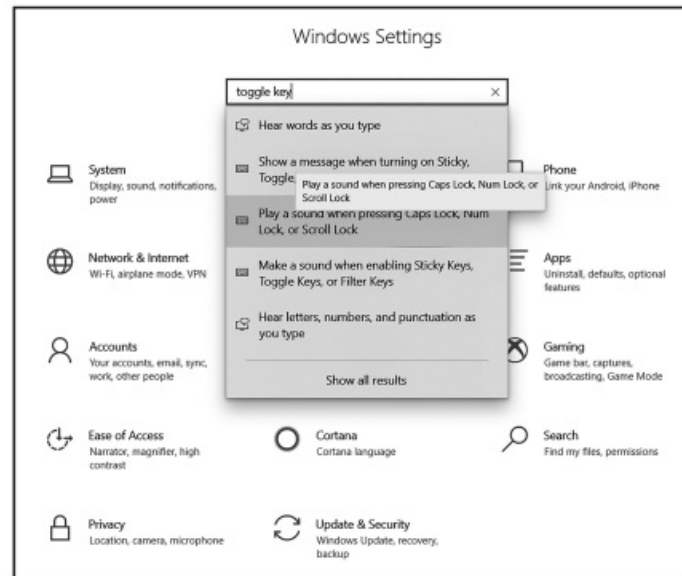 Windows Settings
toggle key
Hear words as you type
Show a message when turning on Sticky,
Toggle,
Play a sound when pressing Caps Lock, Num Lock, or
Scroll Lock
Play a sound when pressing Caps Lock, Num
Lock, or Scroll Lock
Make a sound when enabling Sticky Keys,
Toggle Keys, or Filter Keys
Hear letters, numbers, and punctuation as
you type
Show all results
System
Display, sound, notifications,
power
Phone
Link your Android, iPhone
Network & Internet
Wi-Fi, airplane mode, VPN
Apps
Uninstall, defaults, optional
features
Accounts
Your accounts, email, sync,
work, other people
Gaming
Game bar, captures,
broadcasting, Game Mode
Ease of Access
Narrator, magnifier, high
contrast
Cortana
Cortana language
Search
Find my files, permissions
Privacy
Location, camera, microphone
Update & Security
Windows Update, recovery,
backup